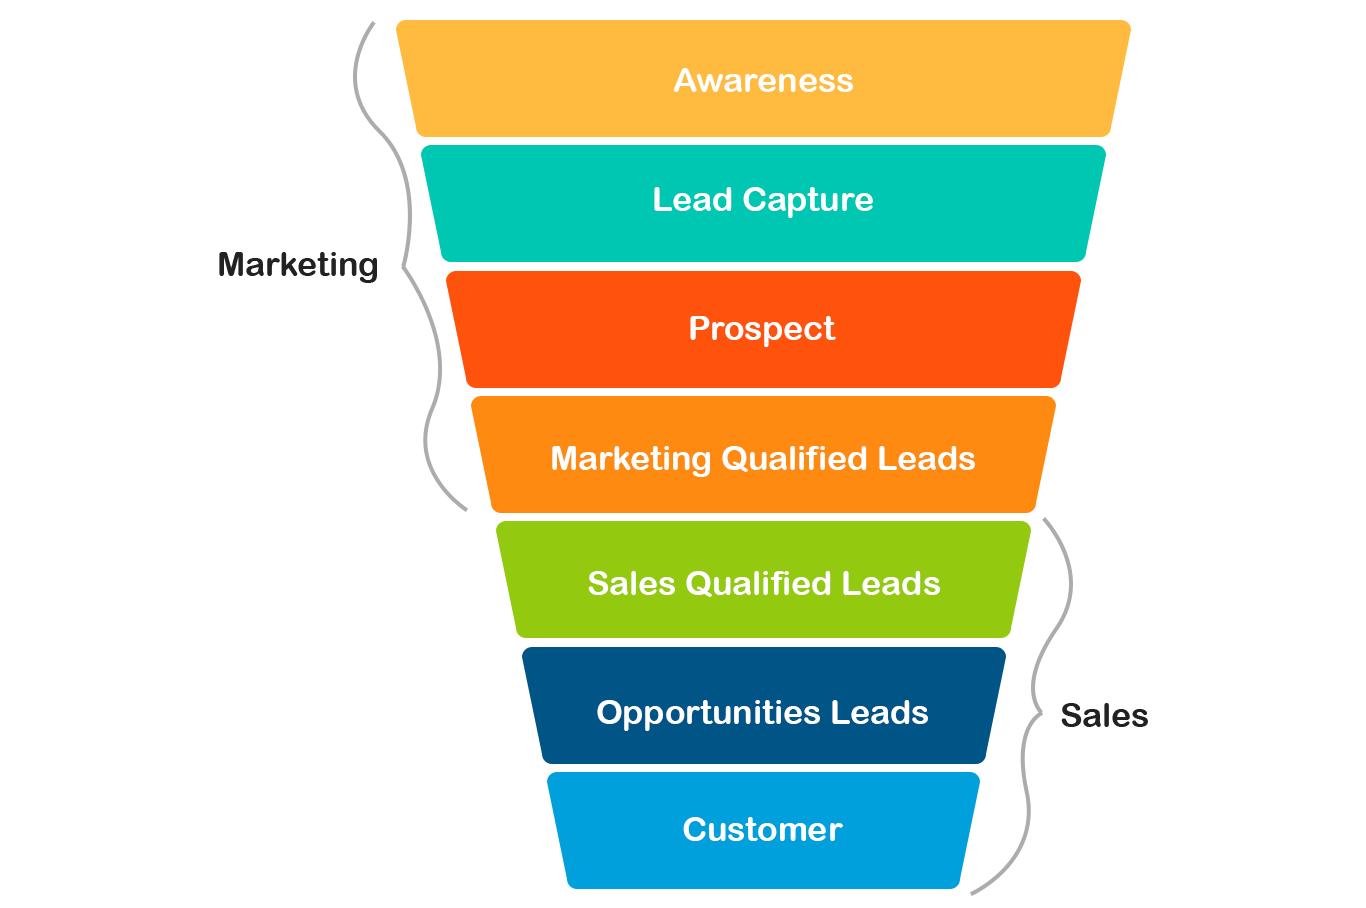 Awareness
Lead Capture
Marketing
Prospect
Marketing Qualified Leads
Sales Qualified Leads
Opportunities Leads
Sales
Customer